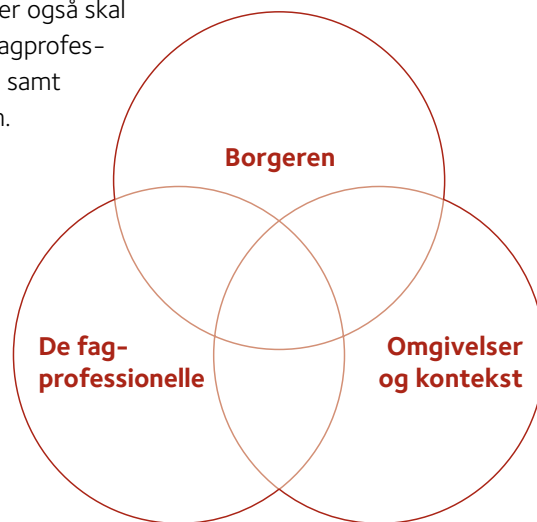 er også skal
agprofes-
samt
Borgeren
De fag-
professionelle
Omgivelser
og kontekst